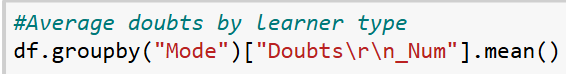 #Average doubts by learner type
df.groupby("Mode")["Doubts\r\n_Num"].mean()